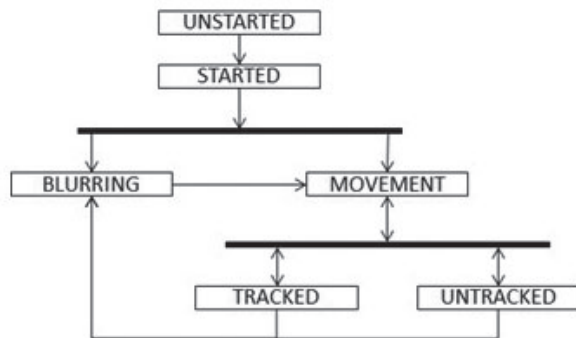 UNSTARTED
STARTED
BLURRING
MOVEMENT
TRACKED
UNTRACKED